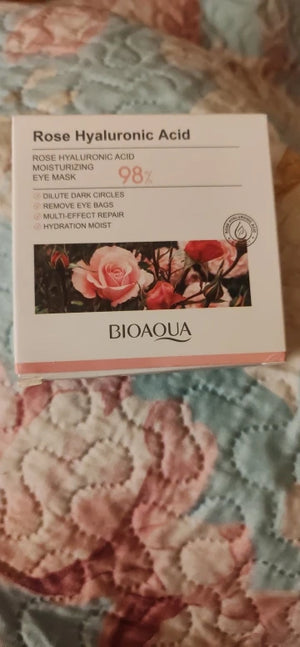 Rose Hyaluronic Acid
ROSE HYALURONIC ACID
MOISTURIZING
EYE MASK 98%
DILUTE DARK CIRCLES
REMOVE EYE BAGS
MULTI-EFFECT REPAIR
HYDRATION MOIST
BIOAQUA